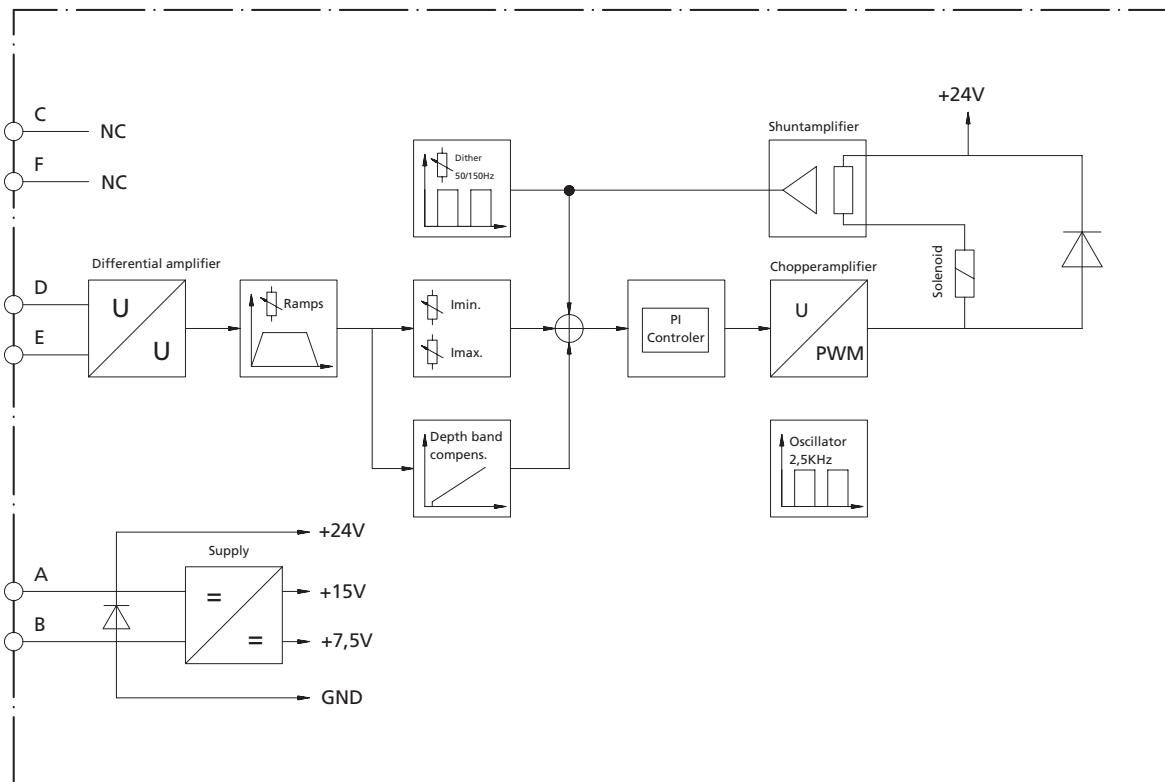 C
NC
F
NC
+24V
Shuntamplifier
Dither
50/150Hz
Differential amplifier
D
E
U
U
Ramps
Imin.
Imax.
PI
Controler
Chopperamplifier
U
PWM
Solenoid
Depth band
compens.
Oscillator
2,5KHz
+24V
Supply
A
B
=
=
+15V
+7,5V
GND